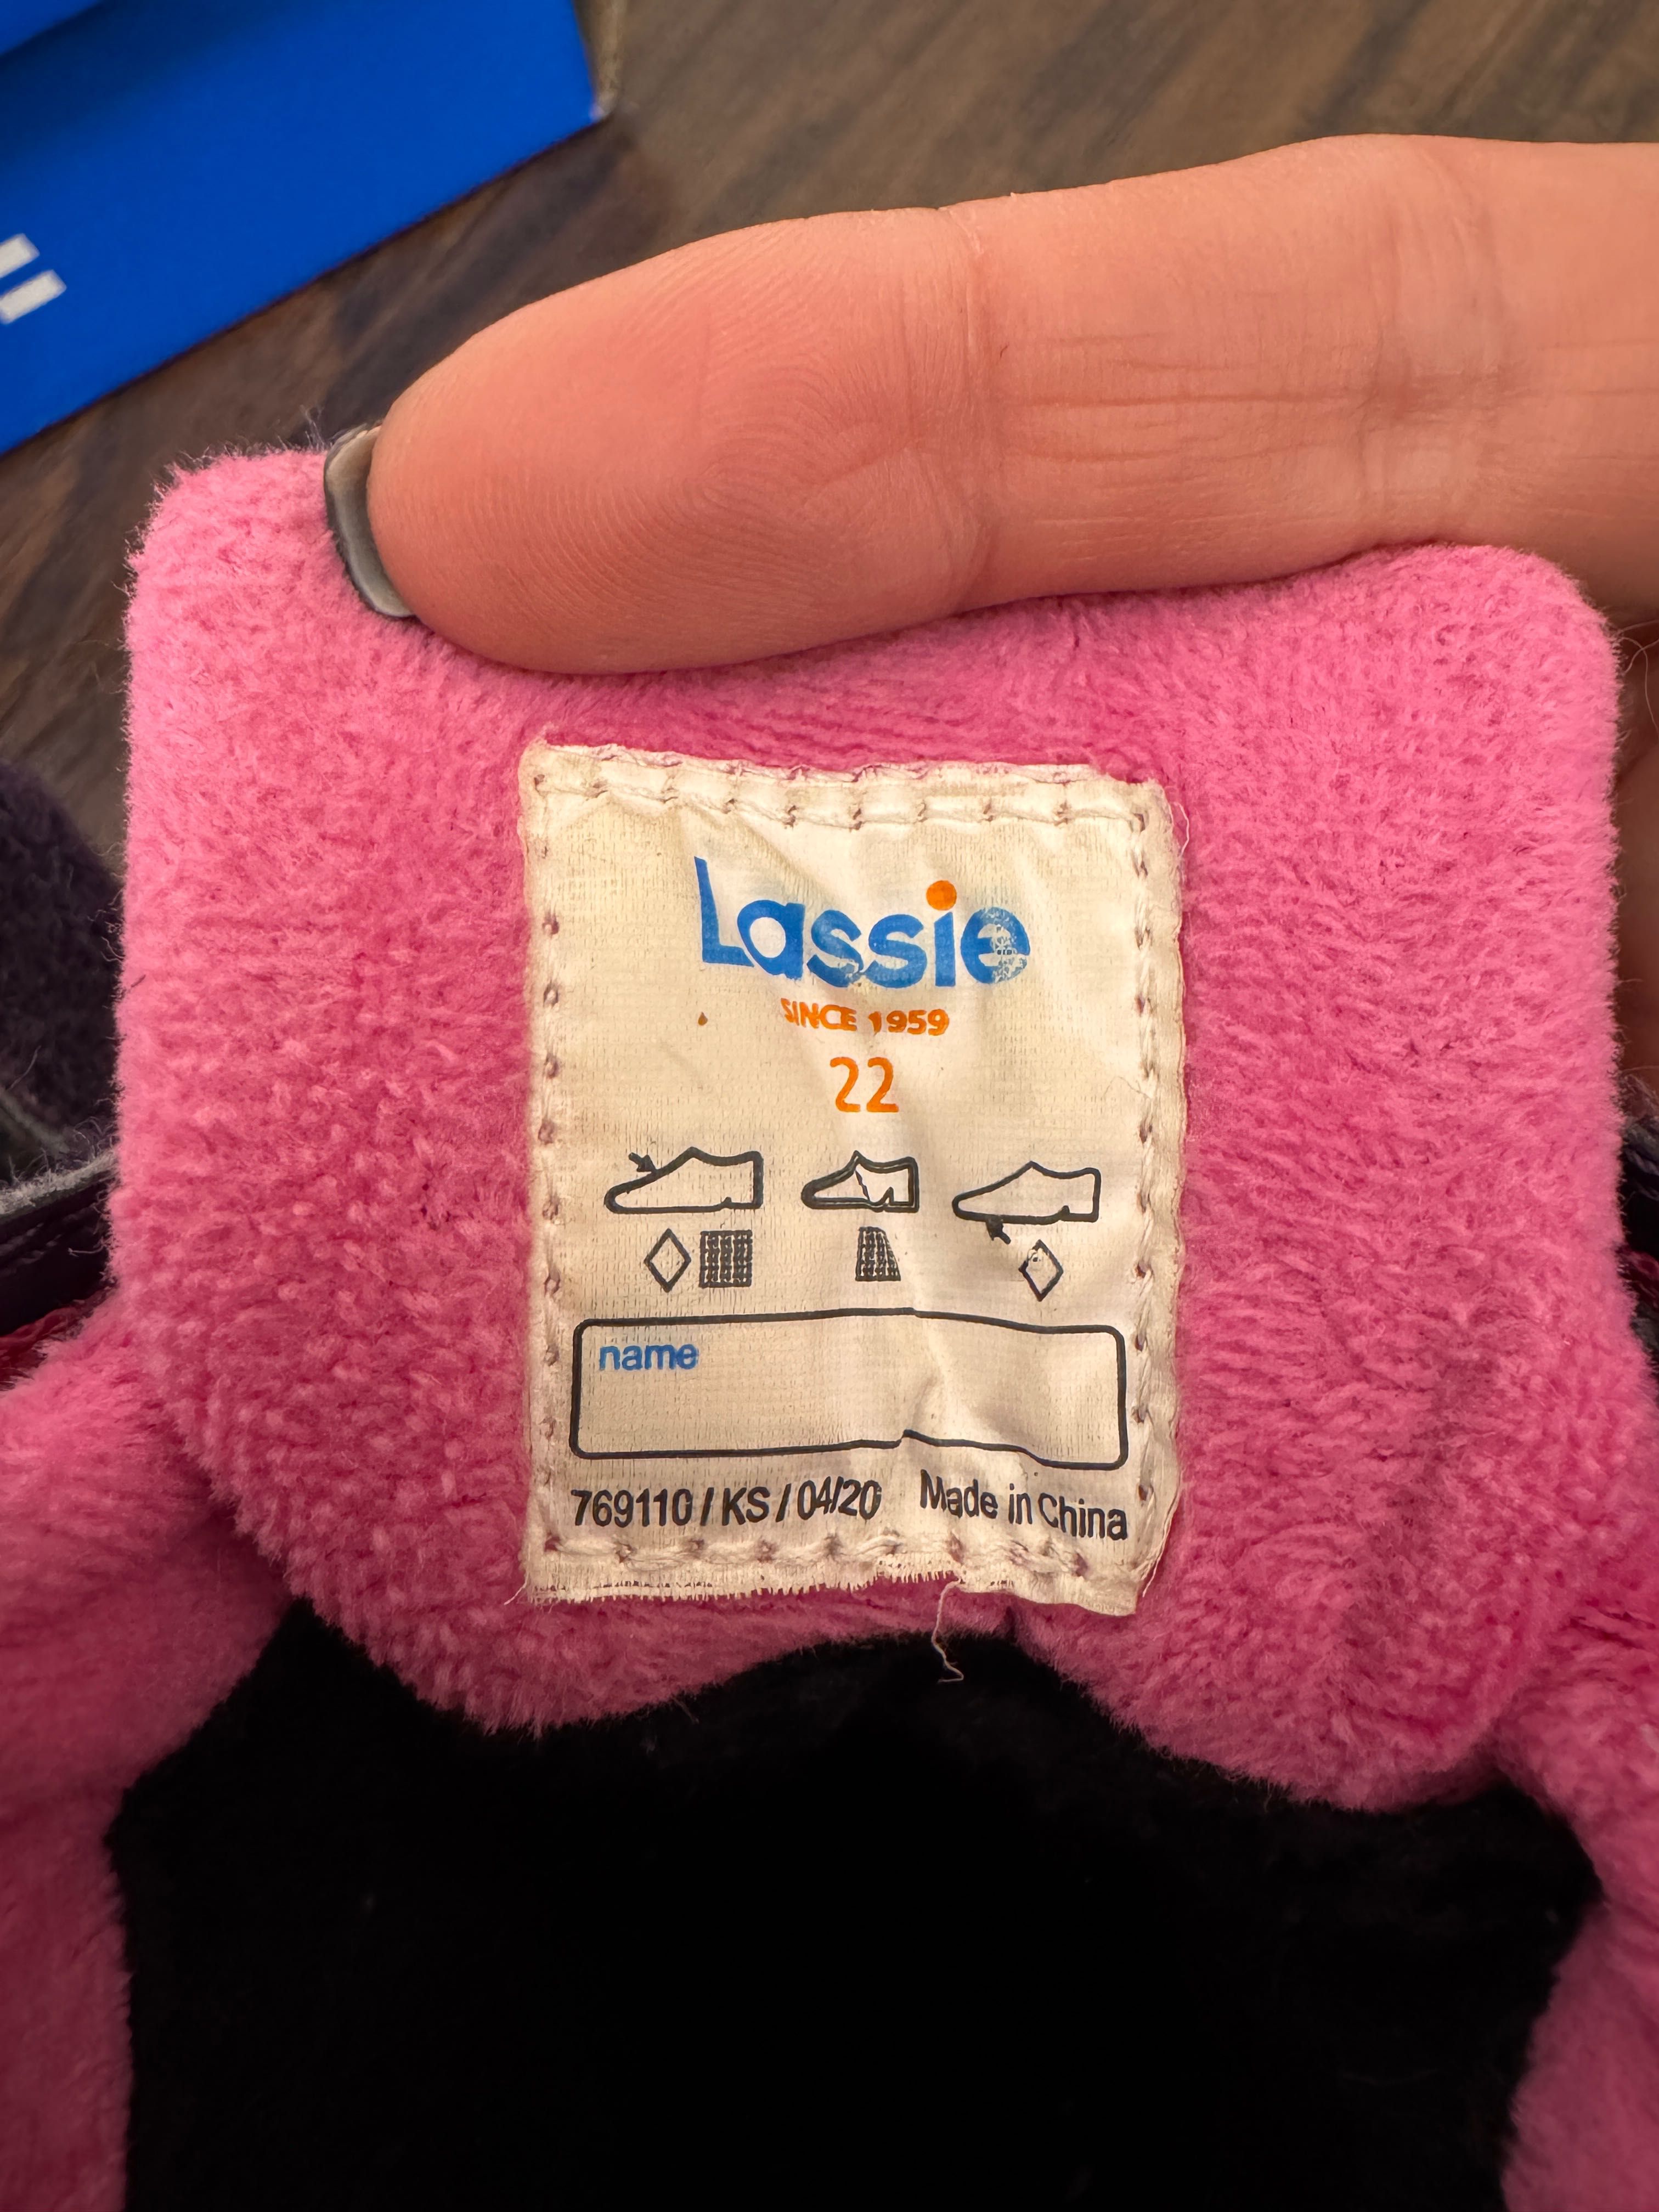 Lassie
SINCE 1959
22
name
769110 / KS / 04/20 Made in China